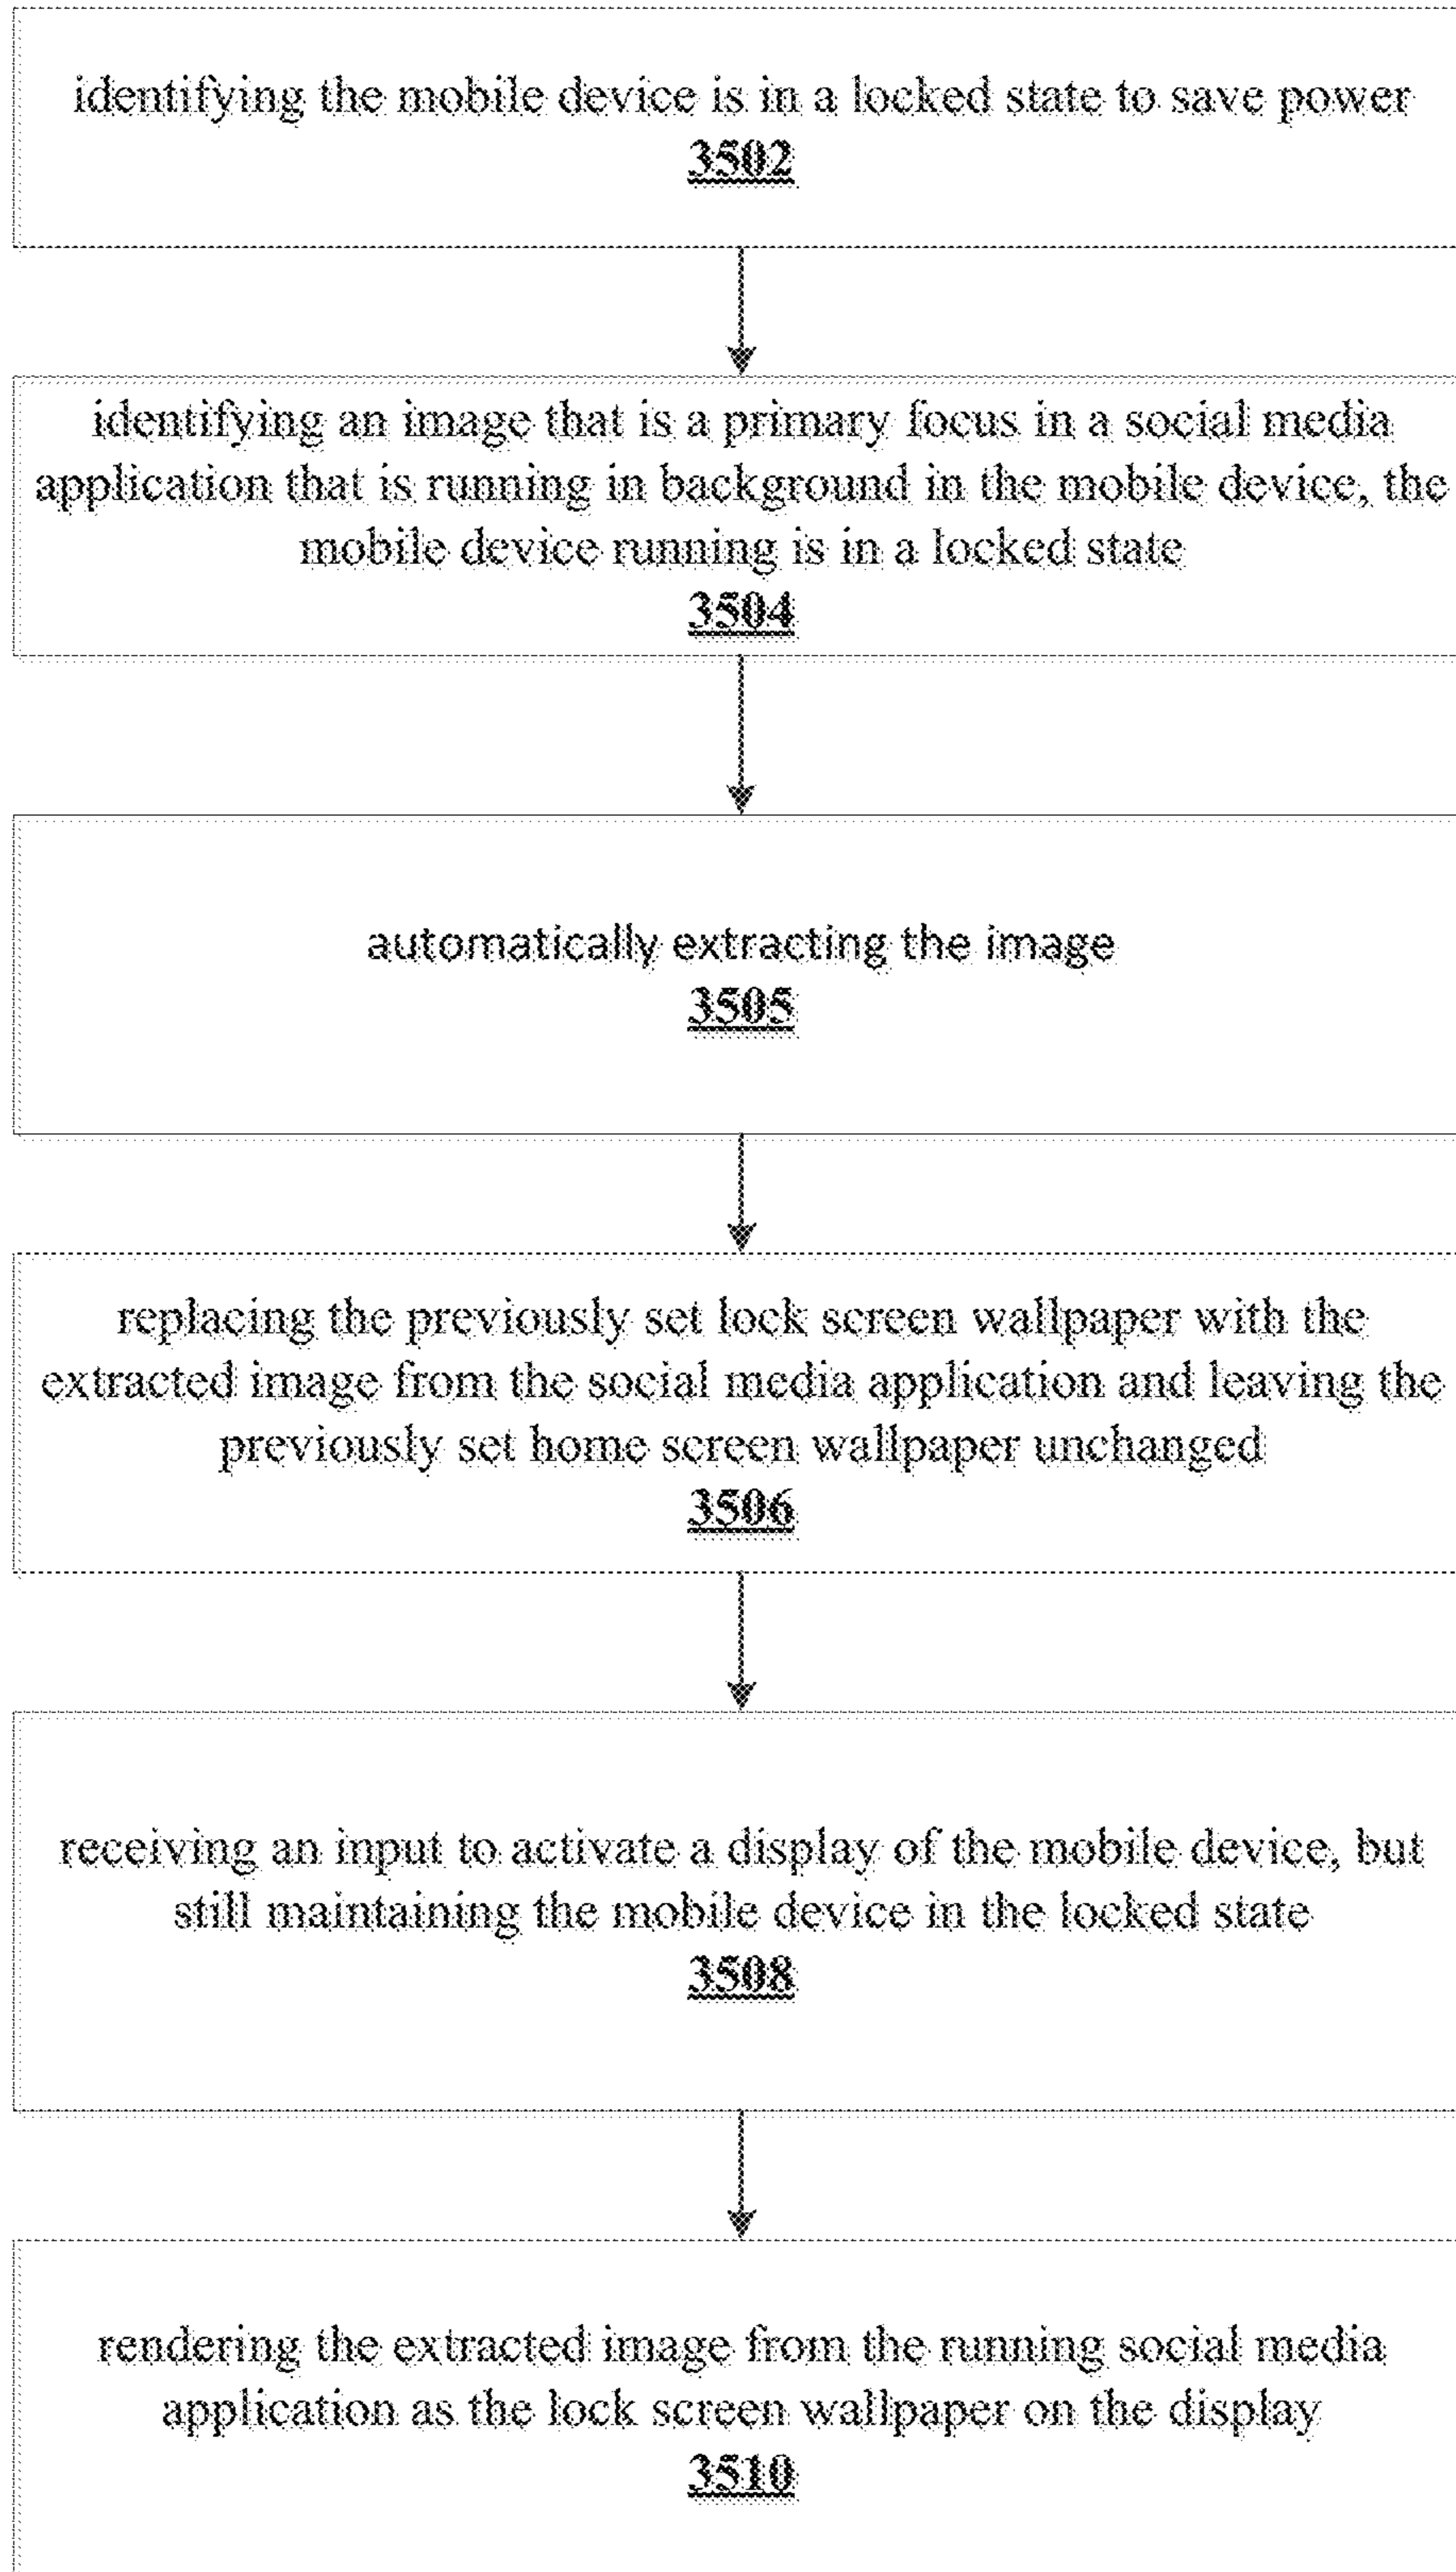 identifying the mobile device is in a locked state to save power
3502
identifying an image that is a primary focus in a social media
application that is running in background in the mobile device, the
mobile device running is in a locked state
3504
automatically extracting the image
3505
replacing the previously set lock screen wallpaper with the
extracted image from the social media application and leaving the
previously set home screen wallpaper unchanged
3506
receiving an input to activate a display of the mobile device, but
still maintaining the mobile device in the locked state
3508
rendering the extracted image from the running social media
application as the lock screen wallpaper on the display
3510